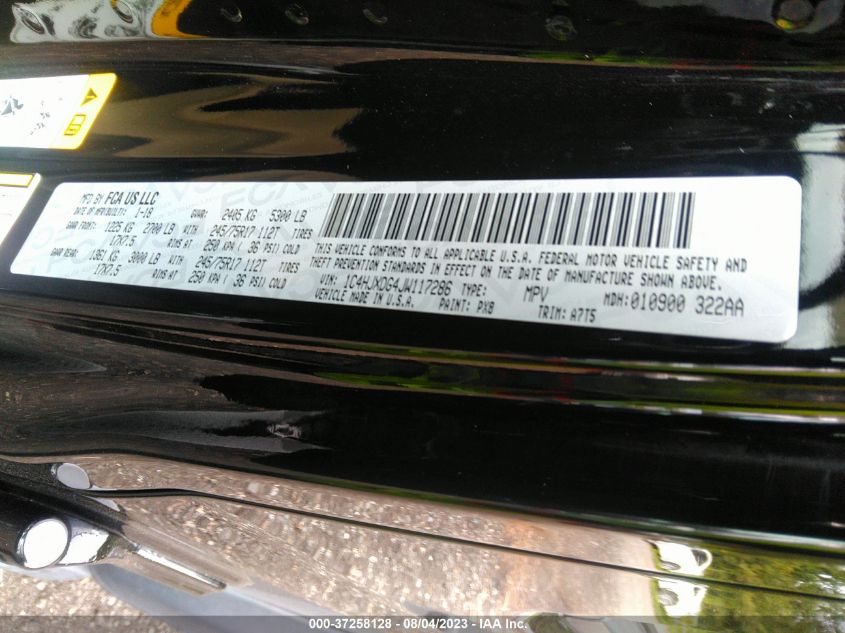 MFD BY FCA US LLC
DATE OF MFR(BUILT): 1-18 GVWR: 2405 KG 5300 LB
GAWR FRONT: 1225 KG 2700 LB WITH 245/75R17 112T TIRES
17X7.5 RIMS AT 250 KPA ( 36 PSI) COLD
GAWR REAR: 1361 KG 3000 LB WITH 245/75R17 112T TIRES
17X7.5 RIMS AT 250 KPA ( 36 PSI) COLD
THIS VEHICLE CONFORMS TO ALL APPLICABLE U.S.A. FEDERAL MOTOR VEHICLE SAFETY AND
THEFT PREVENTION STANDARDS IN EFFECT ON THE DATE OF MANUFACTURE SHOWN ABOVE.
VIN: 1C4HJXDG4JW117286 TYPE: MPV MDH: 010900 322AA
VEHICLE MADE IN U.S.A. PAINT: PX8 TRIM: A7T5
000-37258128 - 08/04/2023 - IAA Inc.